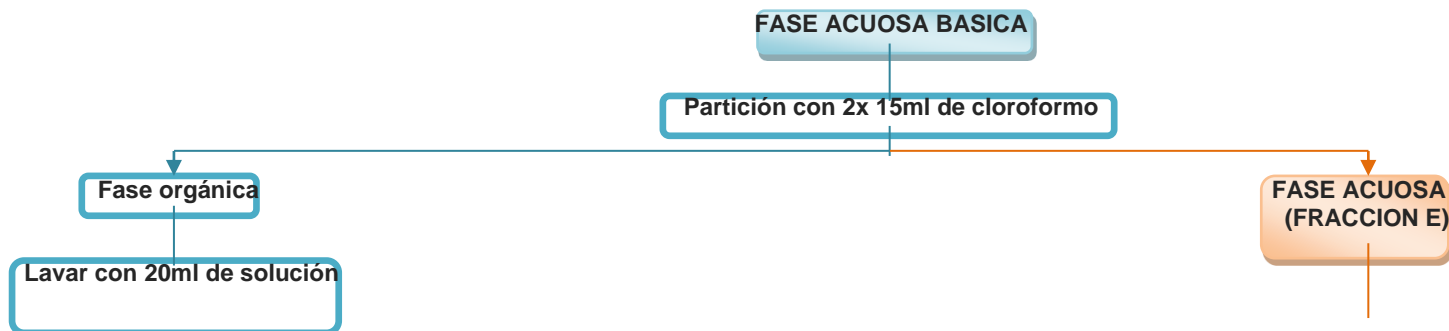 FASE ACUOSA BASICA
Partición con 2x 15ml de cloroformo
Fase orgánica
FASE ACUOSA
(FRACCION E)
Lavar con 20ml de solución